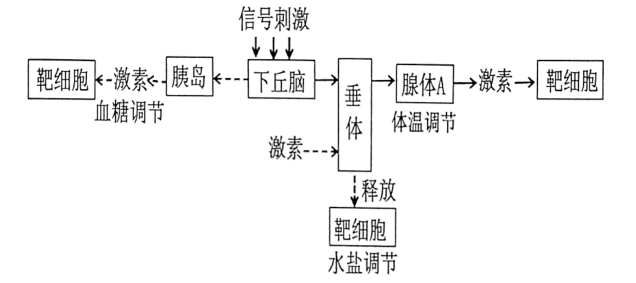 信号刺激
靶细胞 激素 胰岛 下丘脑 垂体 腺体A 激素 靶细胞
血糖调节 体温调节
激素
释放
靶细胞
水盐调节